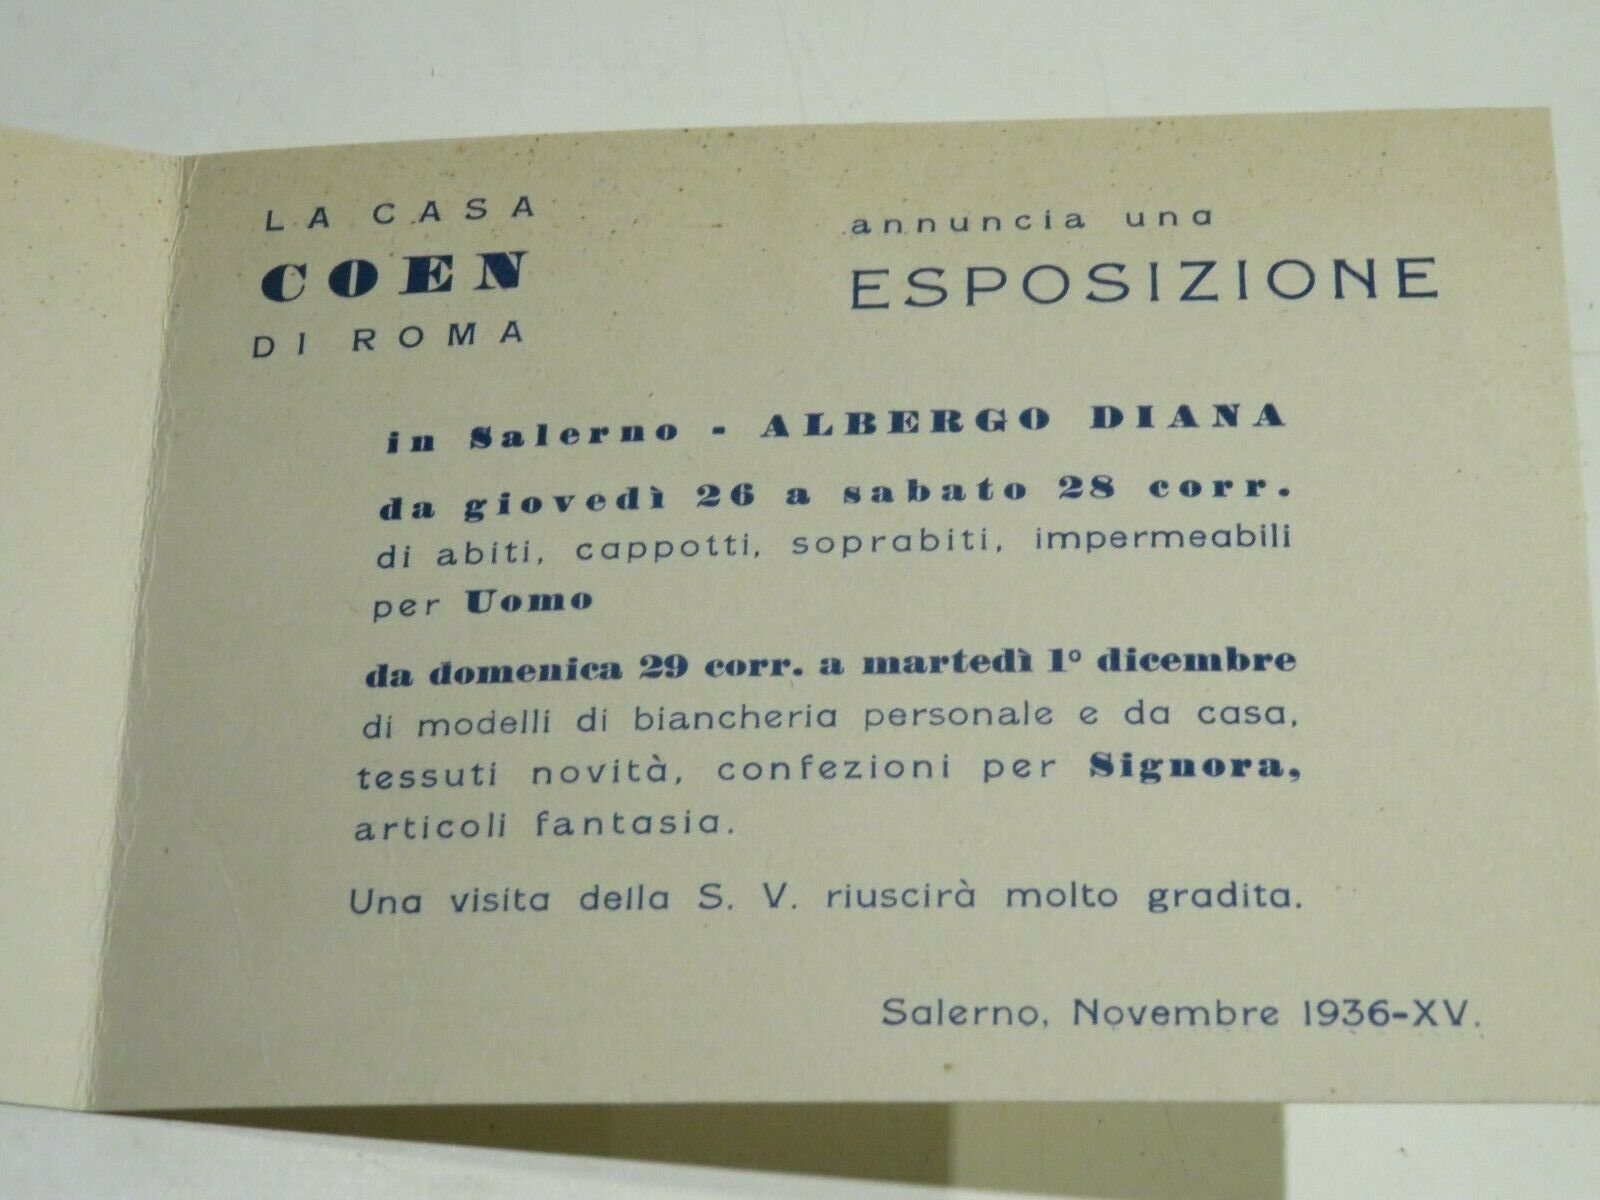 LA CASA
COEN
DI ROMA
annuncia una
ESPOSIZIONE
in Salerno - ALBERGO DIANA
da giovedì 26 a sabato 28 corr.
di abiti, cappotti, soprabiti, impermeabili
per Uomo
da domenica 29 corr. a martedì 1° dicembre
di modelli di biancheria personale e da casa,
tessuti novità, confezioni per Signora,
articoli fantasia.
Una visita della S. V. riuscirà molto gradita.
Salerno, Novembre 1936-XV.